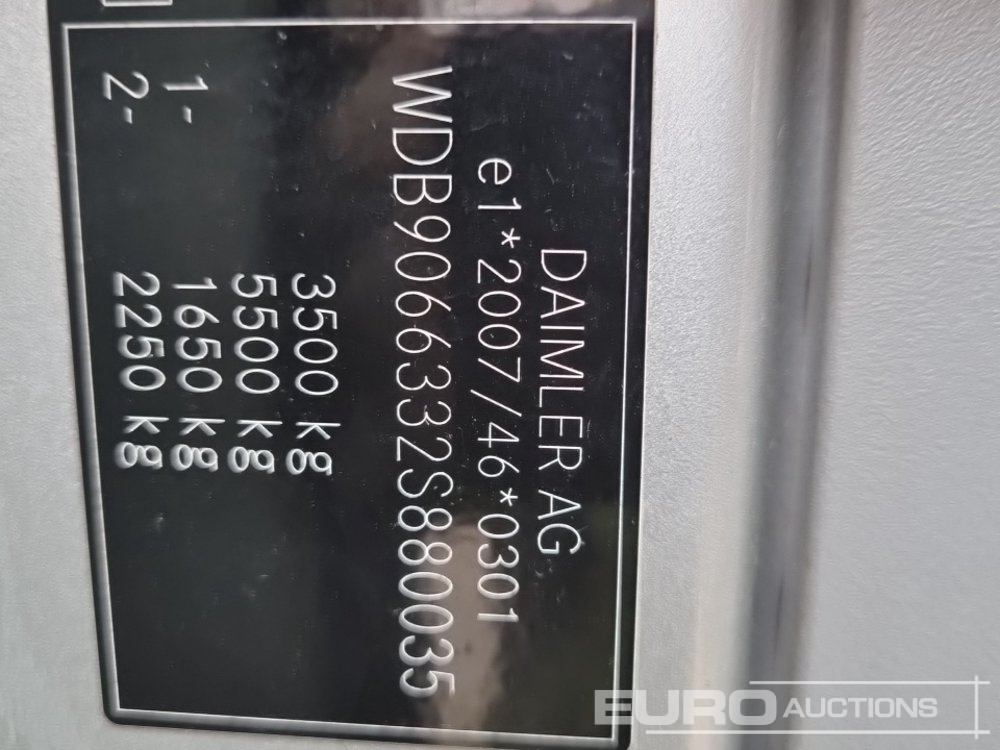 DAIMLER AG
e1*2007/46*0301
WDB9066332S880035
3500 kg
5500 kg
1- 1650 kg
2- 2250 kg
EURO AUCTIONS